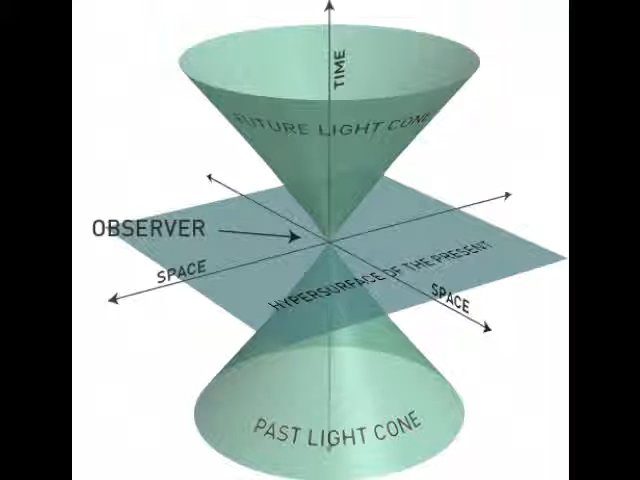 TIME
FUTURE LIGHT CONE
OBSERVER
SPACE
HYPERSURFACE OF THE PRESENT
SPACE
PAST LIGHT CONE